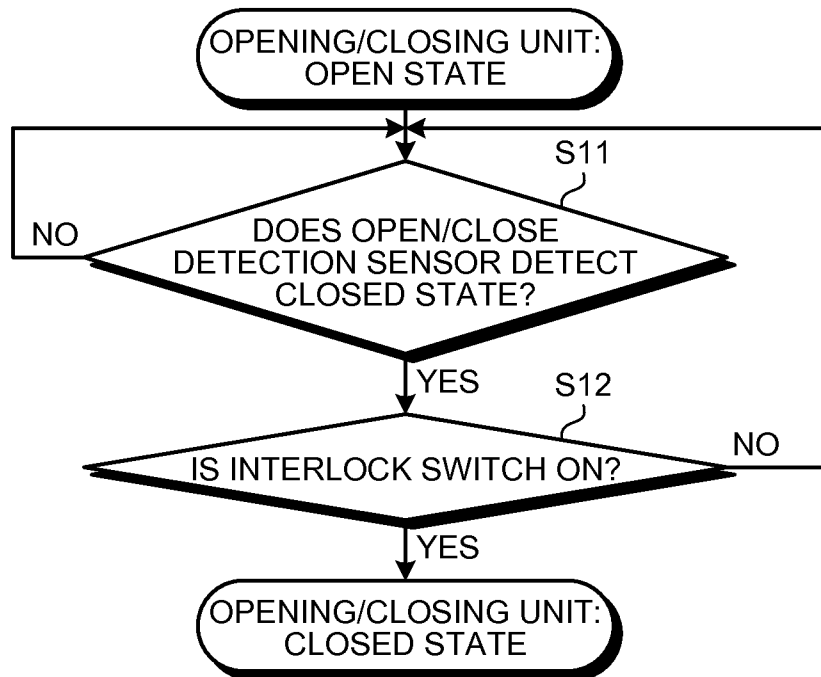 OPENING/CLOSING UNIT:
OPEN STATE
S11
NO
DOES OPEN/CLOSE
DETECTION SENSOR DETECT
CLOSED STATE?
YES
S12
NO
IS INTERLOCK SWITCH ON?
YES
OPENING/CLOSING UNIT:
CLOSED STATE